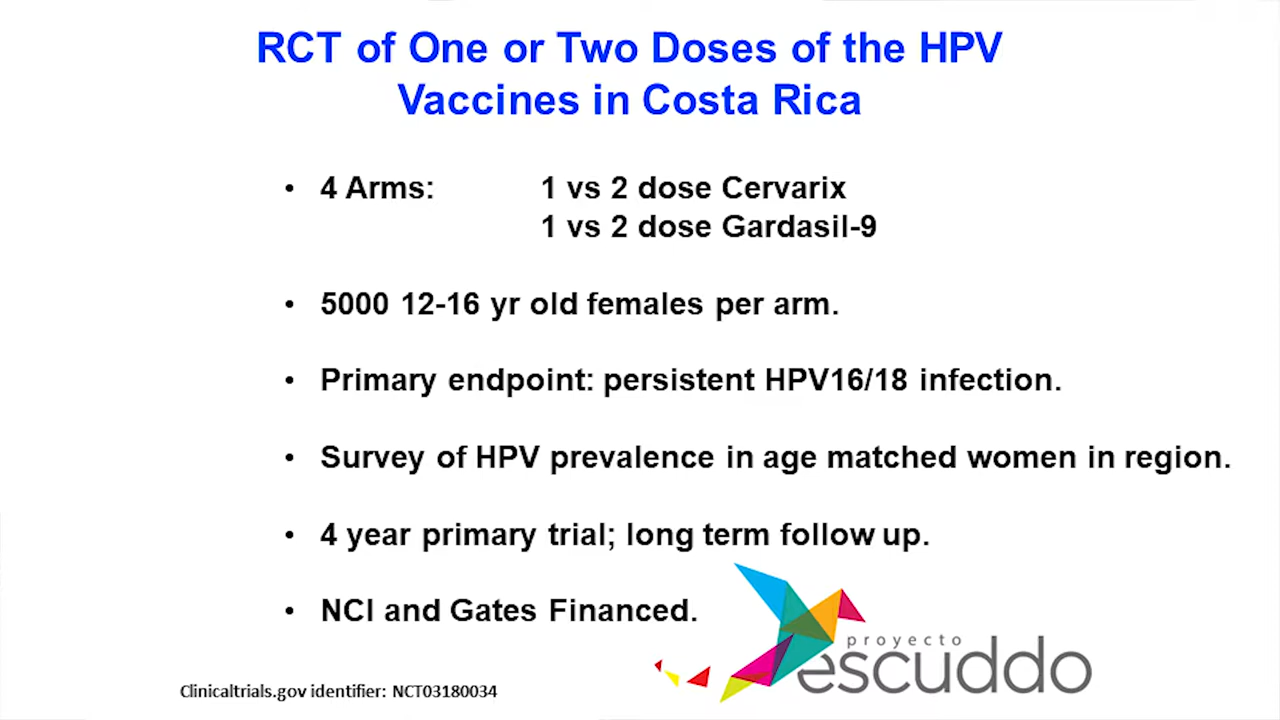 RCT of One or Two Doses of the HPV
Vaccines in Costa Rica
• 4 Arms: 1 vs 2 dose Cervarix
1 vs 2 dose Gardasil-9
• 5000 12-16 yr old females per arm.
• Primary endpoint: persistent HPV16/18 infection.
• Survey of HPV prevalence in age matched women in region.
• 4 year primary trial; long term follow up.
• NCI and Gates Financed.
proyecto
escuddo
Clinicaltrials.gov identifier: NCT03180034